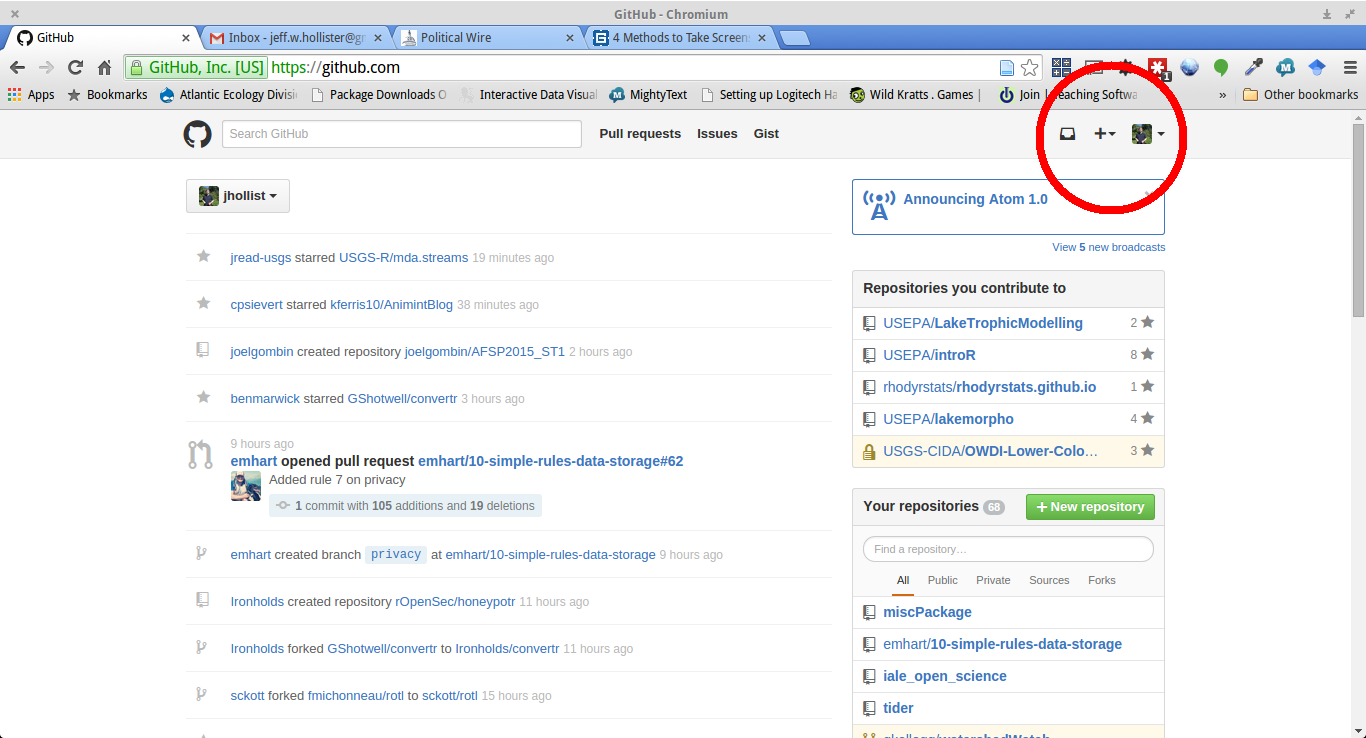 GitHub - Chromium
GitHub Inbox - jeff.w.hollister@g Political Wire 4 Methods to Take Screen
GitHub, Inc. [US] https://github.com 1
Apps Bookmarks Atlantic Ecology Divisi Package Downloads O Interactive Data Visual MightyText Setting up Logitech Ha Wild Kratts . Games | Join Teaching Softwa » Other bookmarks
Search GitHub Pull requests Issues Gist
jhollist
Announcing Atom 1.0
View 5 new broadcasts
jread-usgs starred USGS-R/mda.streams 19 minutes ago
cpsievert starred kferris10/AnimintBlog 38 minutes ago
joelgombin created repository joelgombin/AFSP2015_ST1 2 hours ago
benmarwick starred GShotwell/convertr 3 hours ago
9 hours ago
emhart opened pull request emhart/10-simple-rules-data-storage#62
Added rule 7 on privacy
1 commit with 105 additions and 19 deletions
emhart created branch privacy at emhart/10-simple-rules-data-storage 9 hours ago
Ironholds created repository rOpenSec/honeypotr 11 hours ago
Ironholds forked GShotwell/convertr to Ironholds/convertr 11 hours ago
sckott forked fmichonneau/rotl to sckott/rotl 15 hours ago
Repositories you contribute to
USEPA/LakeTrophicModelling 2
USEPA/introR 8
rhodyrstats/rhodyrstats.github.io 1
USEPA/lakemorpho 4
USGS-CIDA/OWDI-Lower-Colo… 3
Your repositories 68 + New repository
Find a repository…
All Public Private Sources Forks
miscPackage
emhart/10-simple-rules-data-storage
iale_open_science
tider